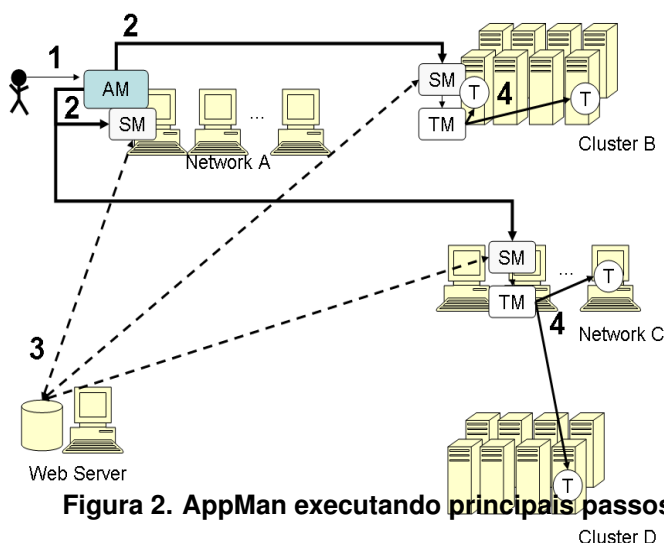 1
2
AM
2
SM
...
Network A
SM
T
4
T
TM
Cluster B
SM
...
T
TM
4
Network C
3
Web Server
T
Figura 2. AppMan executando principais passos
Cluster D